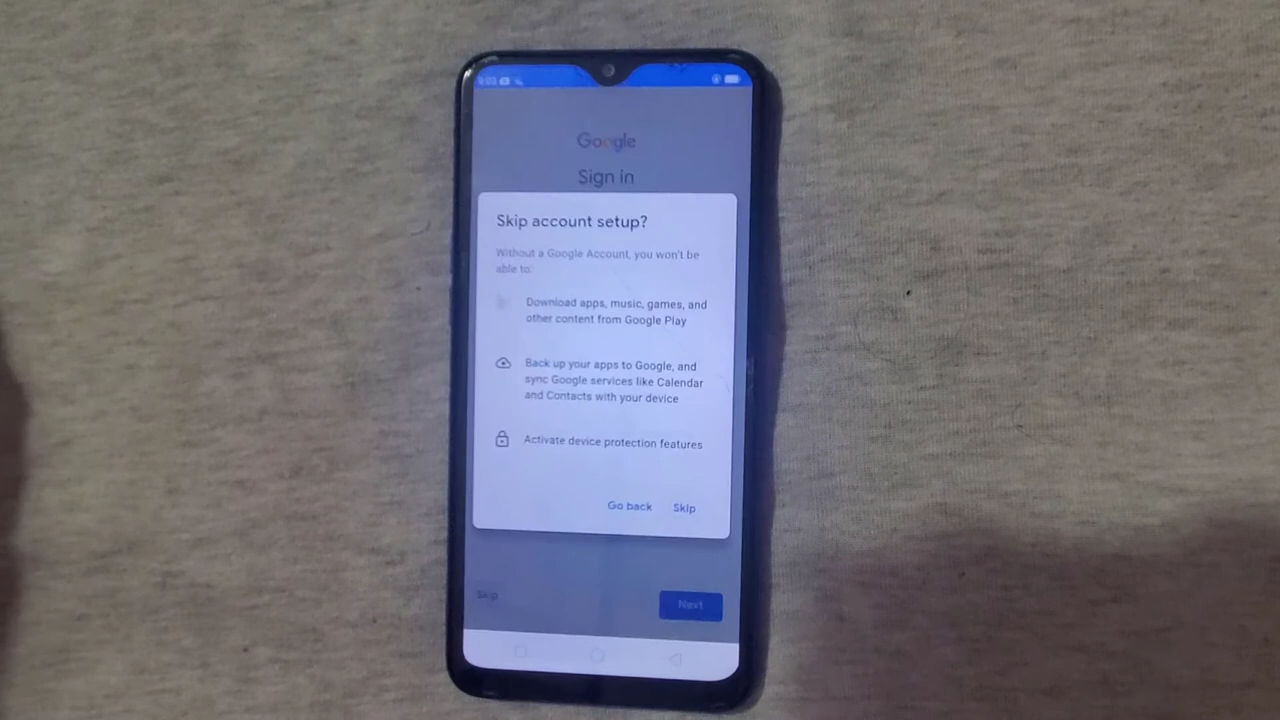 Google
Sign in
Skip account setup?
Without a Google Account, you won't be
able to:
Download apps, music, games, and
other content from Google Play
Back up your apps to Google, and
sync Google services like Calendar
and Contacts with your device
Activate device protection features
Go back Skip
Skip Next